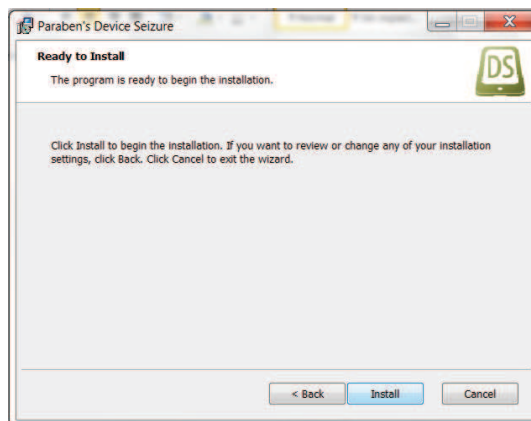 Paraben's Device Seizure
Ready to Install
The program is ready to begin the installation.
DS
Click Install to begin the installation. If you want to review or change any of your installation
settings, click Back. Click Cancel to exit the wizard.
< Back Install Cancel